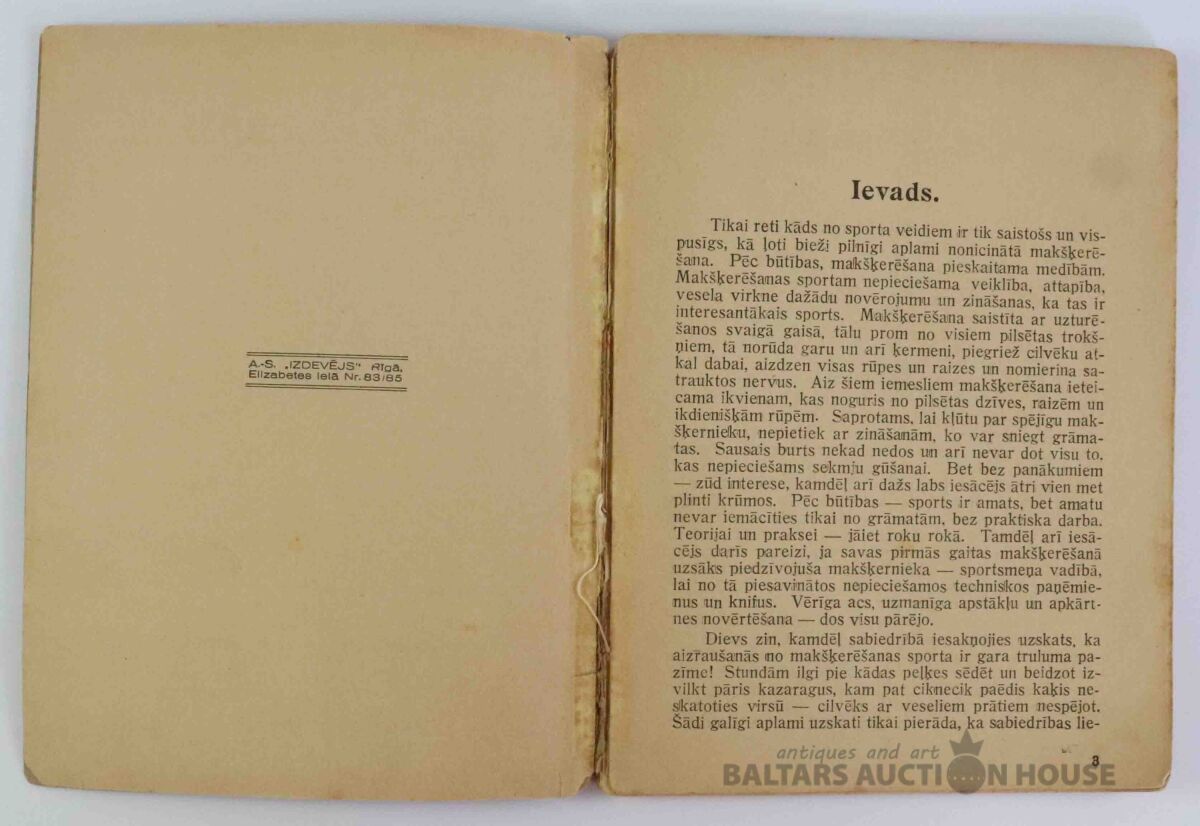 A.-S. „IZDEVĒJS“ Rīgā,
Elizabetes ielā Nr. 83/85
Ievads.
Tikai reti kāds no sporta veidiem ir tik saistošs un vis-
pusīgs, kā ļoti bieži pilnīgi aplami nonicinātā makšķerē-
šana. Pēc būtības, makšķerēšana pieskaitama medībām.
Makšķerēšanas sportam nepieciešama veiklība, attapība,
vesela virkne dažādu novērojumu un zināšanas, ka tas ir
interesantākais sports. Makšķerēšana saistīta ar uzturē-
šanos svaigā gaisā, tālu prom no visiem pilsētas trokš-
ņiem, tā norūda garu un arī ķermeni, piegriež cilvēku at-
kal dabai, aizdzen visas rūpes un raizes un nomierina sa-
trauktos nervus. Aiz šiem iemesliem makšķerēšana ietei-
cama ikvienam, kas noguris no pilsētas dzīves, raizēm un
ikdienišķām rūpēm. Saprotams, lai kļūtu par spējīgu mak-
šķernieku, nepietiek ar zināšanām, ko var sniegt grāma-
tas. Sausais burts nekad nedos un arī nevar dot visu to,
kas nepieciešams sekmju gūšanai. Bet bez panākumiem
— zūd interese, kamdēļ arī dažs labs iesācējs ātri vien met
plinti krūmos. Pēc būtības — sports ir amats, bet amatu
nevar iemācīties tikai no grāmatām, bez praktiska darba.
Teorijai un praksei — jāiet roku rokā. Tamdēļ arī iesā-
cējs darīs pareizi, ja savas pirmās gaitas makšķerēšanā
uzsāks piedzīvojuša makšķernieka — sportsmeņa vadībā,
lai no tā piesavinātos nepieciešamos techniskos paņēmie-
nus un knifus. Vērīga acs, uzmanīga apstākļu un apkārt-
nes novērtēšana — dos visu pārējo.
Dievs zin, kamdēļ sabiedrībā iesakņojies uzskats, ka
aizraušanās no makšķerēšanas sporta ir gara truluma pa-
zīme! Stundām ilgi pie kādas peļķes sēdēt un beidzot iz-
vilkt pāris kazaragus, kam pat ciknecik paēdis kaķis ne-
skatoties virsū — cilvēks ar veseliem prātiem nespējot.
Šādi galīgi aplami uzskati tikai pierāda, ka sabiedrības lie-
3
antiques and art
BALTARS AUCTION HOUSE